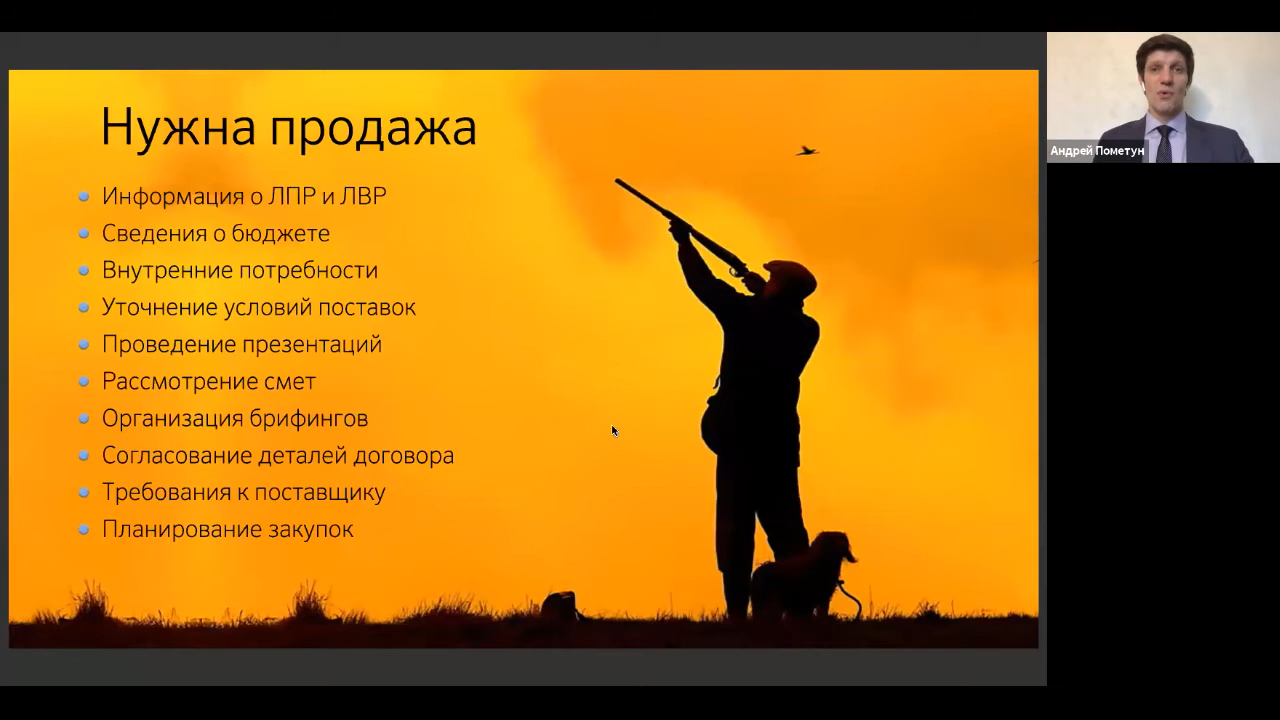 Нужна продажа
Информация о ЛПР и ЛВР
Сведения о бюджете
Внутренние потребности
Уточнение условий поставок
Проведение презентаций
Рассмотрение смет
Организация брифингов
Согласование деталей договора
Требования к поставщику
Планирование закупок
Андрей Пометун